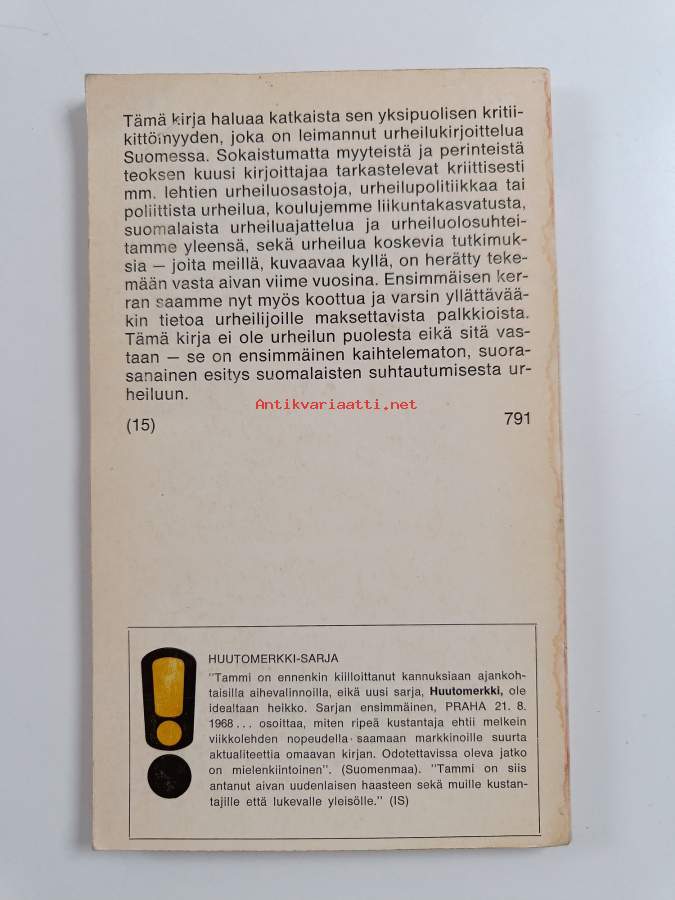 Tämä kirja haluaa katkaista sen yksipuolisen kritii-
kittömyyden, joka on leimannut urheilukirjoittelua
Suomessa. Sokaistumatta myyteistä ja perinteistä
teoksen kuusi kirjoittajaa tarkastelevat kriittisesti
mm. lehtien urheiluosastoja, urheilupolitiikkaa tai
poliittista urheilua, koulujemme liikuntakasvatusta,
suomalaista urheiluajattelua ja urheiluolosuhtei-
tamme yleensä, sekä urheilua koskevia tutkimuk-
sia — joita meillä, kuvaavaa kyllä, on herätty teke-
mään vasta aivan viime vuosina. Ensimmäisen ker-
ran saamme nyt myös koottua ja varsin yllättävää-
kin tietoa urheilijoille maksettavista palkkioista.
Tämä kirja ei ole urheilun puolesta eikä sitä vas-
taan — se on ensimmäinen kaihtelematon, suora-
sanainen esitys suomalaisten suhtautumisesta ur-
heiluun.
Antikvariaatti.net
(15) 791
HUUTOMERKKI-SARJA
"Tammi on ennenkin kiilloittanut kannuksiaan ajankoh-
taisilla aihevalinnoilla, eikä uusi sarja, Huutomerkki, ole
idealtaan heikko. Sarjan ensimmäinen, PRAHA 21. 8.
1968 ... osoittaa, miten ripeä kustantaja ehtii melkein
viikkolehden nopeudella saamaan markkinoille suurta
aktualiteettia omaavan kirjan. Odotettavissa oleva jatko
on mielenkiintoinen". (Suomenmaa). "Tammi on siis
antanut aivan uudenlaisen haasteen sekä muille kustan-
tajille että lukevalle yleisölle." (IS)